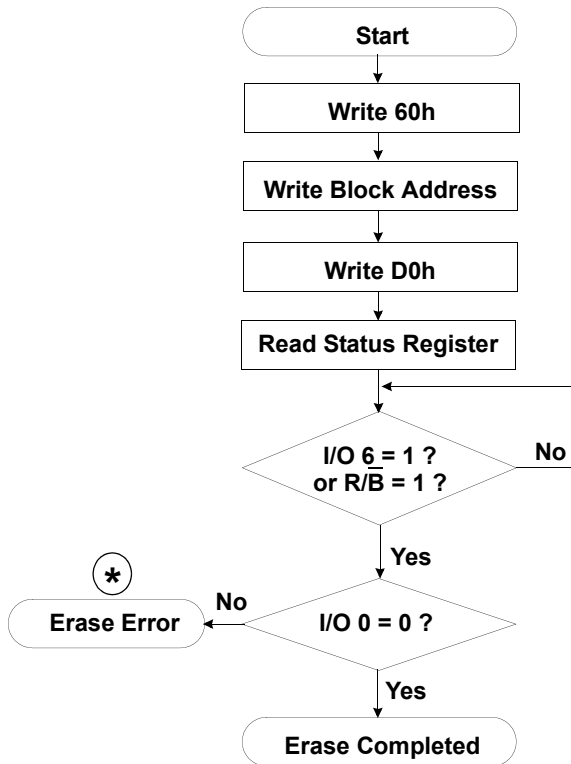 Start
Write 60h
Write Block Address
Write D0h
Read Status Register
I/O 6 = 1 ?
or R/B̅ = 1 ?
No
Yes
*
No
Erase Error
I/O 0 = 0 ?
Yes
Erase Completed